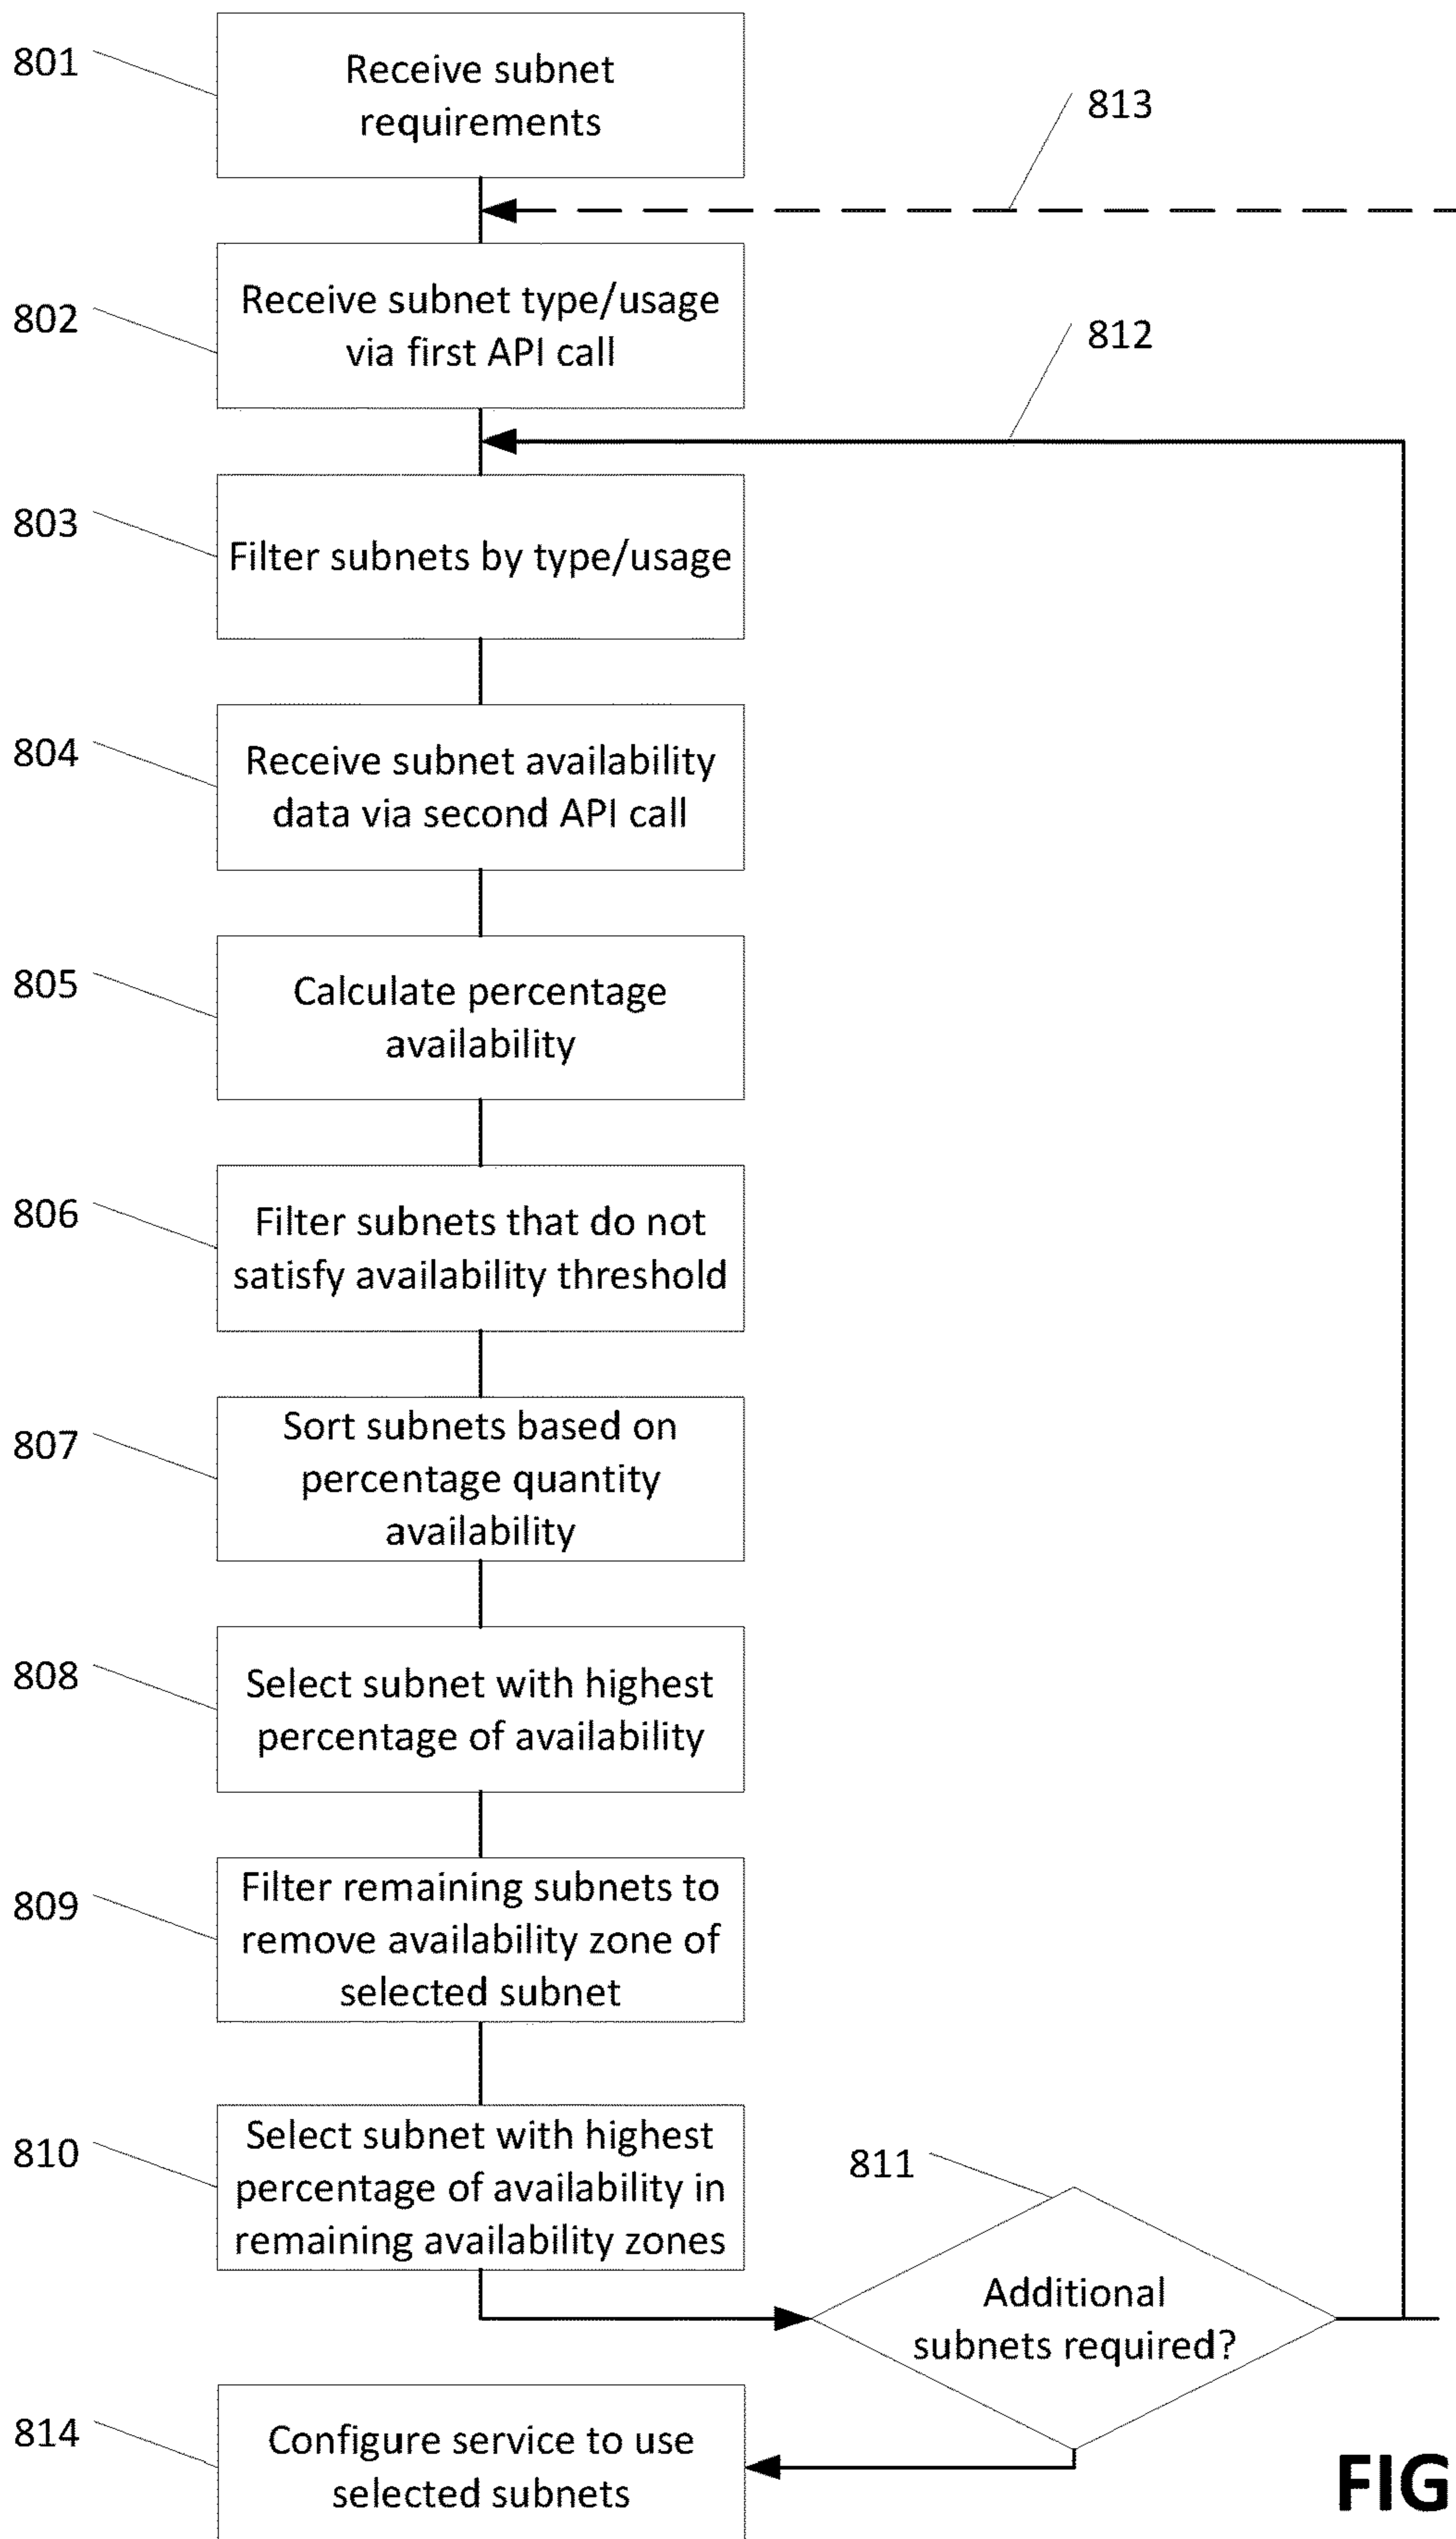 801
Receive subnet
requirements
813
802
Receive subnet type/usage
via first API call
812
803
Filter subnets by type/usage
804
Receive subnet availability
data via second API call
805
Calculate percentage
availability
806
Filter subnets that do not
satisfy availability threshold
807
Sort subnets based on
percentage quantity
availability
808
Select subnet with highest
percentage of availability
809
Filter remaining subnets to
remove availability zone of
selected subnet
810
Select subnet with highest
percentage of availability in
remaining availability zones
811
Additional
subnets required?
814
Configure service to use
selected subnets
FIG